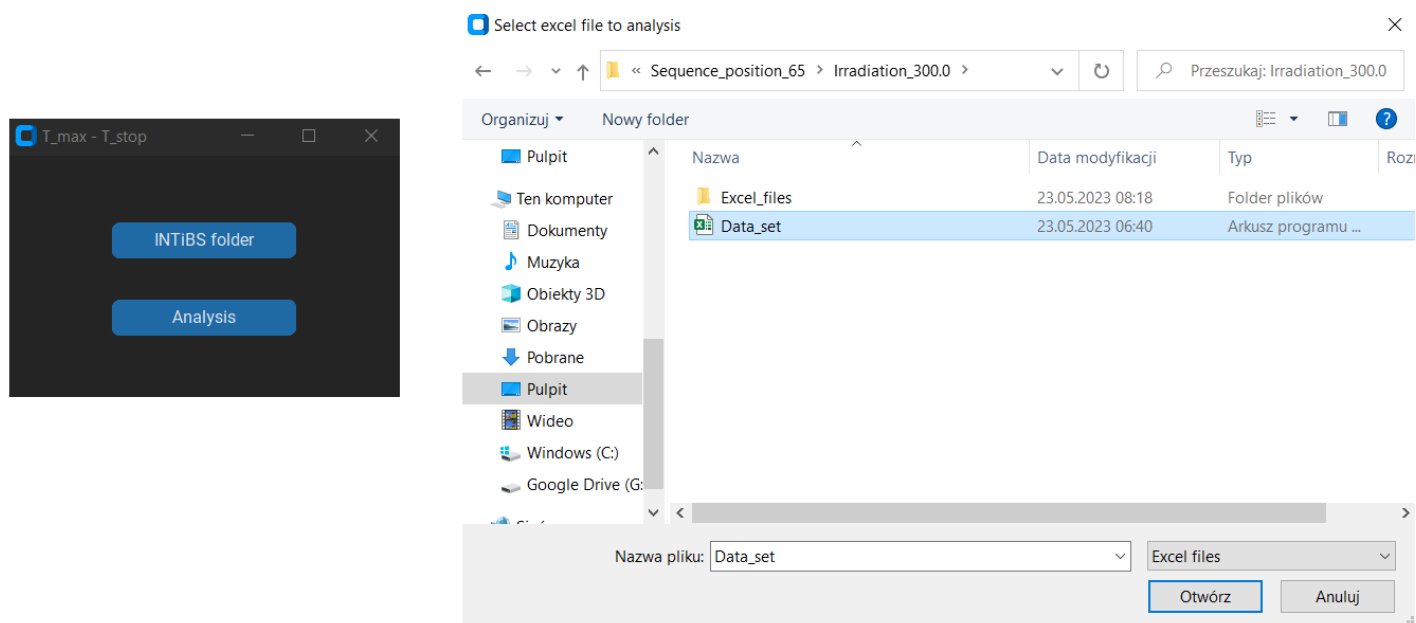 T_max - T_stop
INTiBS folder
Analysis
Select excel file to analysis
« Sequence_position_65 > Irradiation_300.0 >
Przeszukaj: Irradiation_300.0
Organizuj
Nowy folder
?
Pulpit
Ten komputer
Dokumenty
Muzyka
Obiekty 3D
Obrazy
Pobrane
Pulpit
Wideo
Windows (C:)
Google Drive (G:
Nazwa Data modyfikacji Typ
Excel_files 23.05.2023 08:18 Folder plików
Data_set 23.05.2023 06:40 Arkusz programu ...
Nazwa pliku: Data_set
Excel files
Otwórz
Anuluj